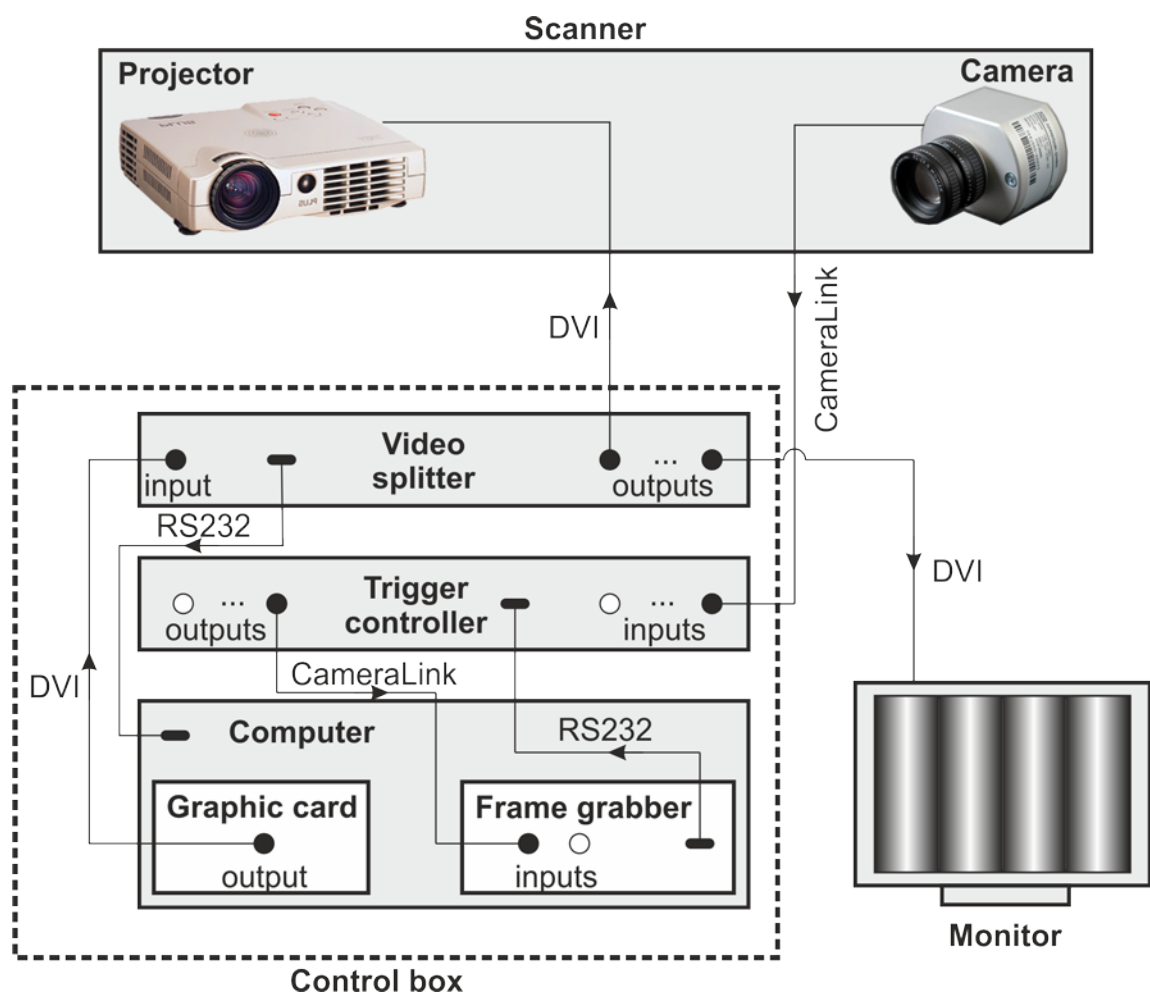 Scanner
Projector
Camera
PLUS
DVI
CameraLink
Video
splitter
input
... 
outputs
RS232
DVI
Trigger
controller
...
outputs
...
inputs
DVI
CameraLink
Computer
RS232
Graphic card
output
Frame grabber
inputs
Monitor
Control box